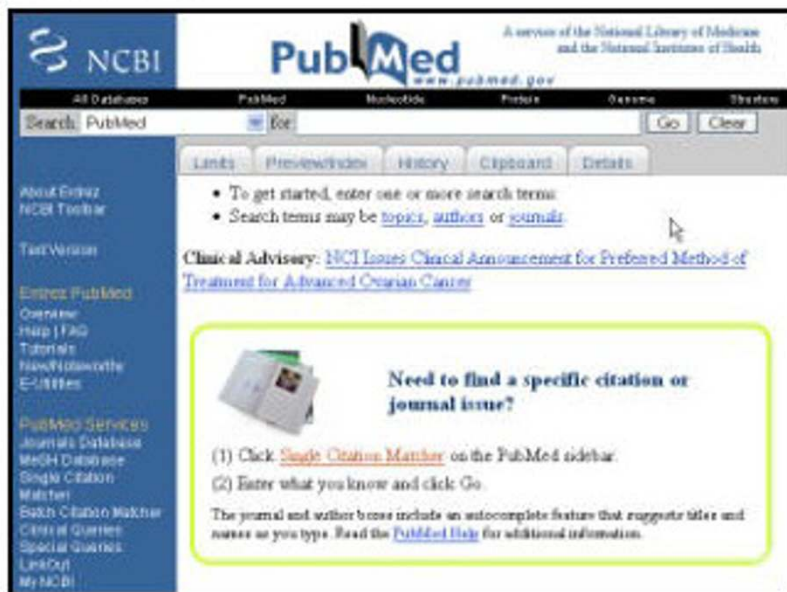 NCBI
PubMed
www.pubmed.gov
A service of the National Library of Medicine
and the National Institutes of Health
All Databases PubMed Nucleotide Protein Genome Structure
Search PubMed for Go Clear
Limits Preview/Index History Clipboard Details
About Entrez
NCBI Toolbar
Text Version
Entrez PubMed
Overview
Help | FAQ
Tutorials
New/Noteworthy
E-Utilities
PubMed Services
Journals Database
MeSH Database
Single Citation
Matcher
Batch Citation Matcher
Clinical Queries
Special Queries
LinkOut
My NCBI
• To get started, enter one or more search terms.
• Search terms may be topics, authors or journals.
Clinical Advisory: NCI Issues Clinical Announcement for Preferred Method of
Treatment for Advanced Ovarian Cancer
Need to find a specific citation or
journal issue?
(1) Click Single Citation Matcher on the PubMed sidebar.
(2) Enter what you know and click Go.
The journal and author boxes include an autocomplete feature that suggests titles and
names as you type. Read the PubMed Help for additional information.